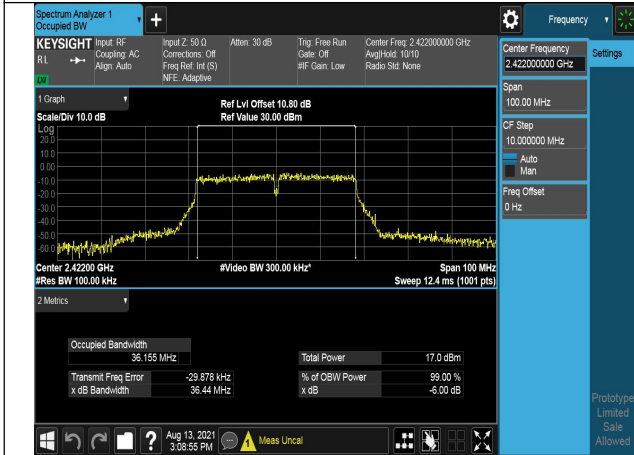 Spectrum Analyzer 1
Occupied BW
Frequency
KEYSIGHT
Input: RF
Input Z: 50 Ω
Atten: 30 dB
Trig: Free Run
Center Freq: 2.422000000 GHz
R L
Coupling: AC
Corrections: Off
Gate: Off
Avg|Hold: 10/10
Align: Auto
Freq Ref: Int (S)
#IF Gain: Low
Radio Std: None
NFE: Adaptive
Center Frequency
2.422000000 GHz
Settings
Span
100.00 MHz
CF Step
10.000000 MHz
Auto
Man
Freq Offset
0 Hz
1 Graph
Ref Lvl Offset 10.80 dB
Scale/Div 10.0 dB
Ref Value 30.00 dBm
Log
20.0
10.0
0.00
-10.0
-20.0
-30.0
-40.0
-50.0
-60.0
Center 2.42200 GHz
#Video BW 300.00 kHz*
Span 100 MHz
#Res BW 100.00 kHz
Sweep 12.4 ms (1001 pts)
2 Metrics
Occupied Bandwidth
36.155 MHz
Total Power
17.0 dBm
Transmit Freq Error
-29.878 kHz
% of OBW Power
99.00 %
x dB Bandwidth
36.44 MHz
x dB
-6.00 dB
Prototype
Limited
Sale
Allowed
?
Aug 13, 2021
3:08:55 PM
Meas Uncal